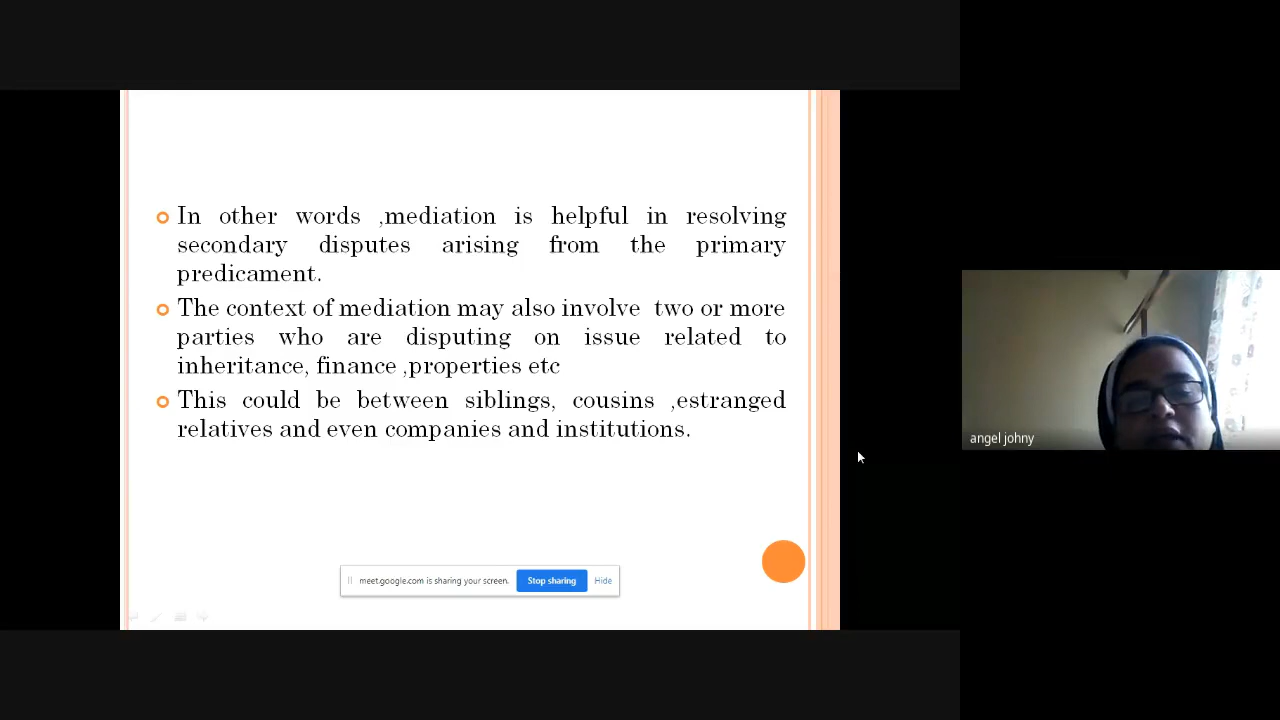 In other words ,mediation is helpful in resolving
secondary disputes arising from the primary
predicament.
The context of mediation may also involve two or more
parties who are disputing on issue related to
inheritance, finance ,properties etc
This could be between siblings, cousins ,estranged
relatives and even companies and institutions.
meet.google.com is sharing your screen. Stop sharing Hide
angel johny